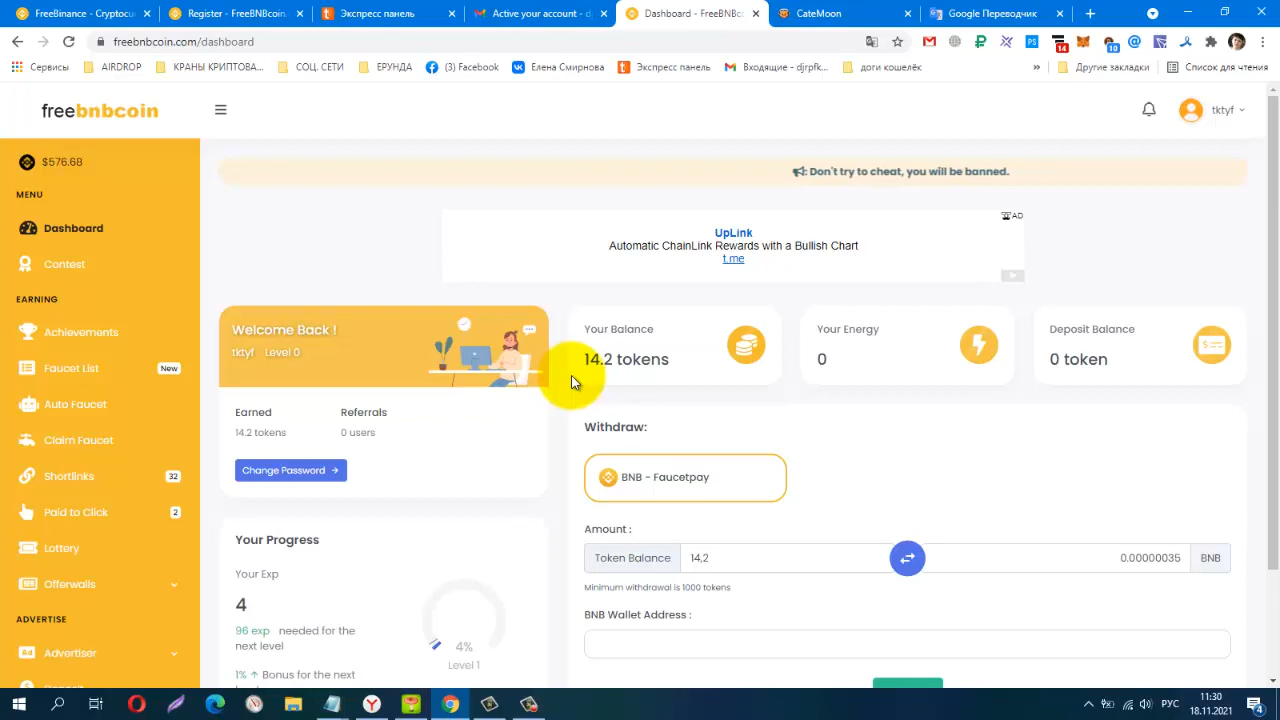 FreeBinance - Cryptocu
Register - FreeBNBcoin.
Экспресс панель
Active your account - dj
Dashboard - FreeBNBco
CateMoon
Google Переводчик
freebnbcoin.com/dashboard
14
10
Сервисы
AIRDROP
КРАНЫ КРИПТОВА...
СОЦ. СЕТИ
ЕРУНДА
(3) Facebook
Елена Смирнова
Экспресс панель
Входящие - djrpfk...
доги кошелёк
»
Другие закладки
Список для чтения
freebnbcoin
tktyf
$576.68
: Don't try to cheat, you will be banned.
MENU
Dashboard
Contest
AD
UpLink
Automatic ChainLink Rewards with a Bullish Chart
t.me
EARNING
Achievements
Faucet List
New
Auto Faucet
Claim Faucet
Shortlinks
32
Paid to Click
2
Lottery
Offerwalls
ADVERTISE
Advertiser
Welcome Back !
tktyf Level 0
Your Balance
14.2 tokens
Your Energy
0
Deposit Balance
0 token
Earned
14.2 tokens
Referrals
0 users
Change Password →
Withdraw:
BNB - Faucetpay
Amount :
Token Balance
14,2
0.00000035
BNB
Minimum withdrawal is 1000 tokens
BNB Wallet Address :
Your Progress
Your Exp
4
96 exp needed for the
next level
1% ↑ Bonus for the next
4%
Level 1
РУС
11:30
18.11.2021
4